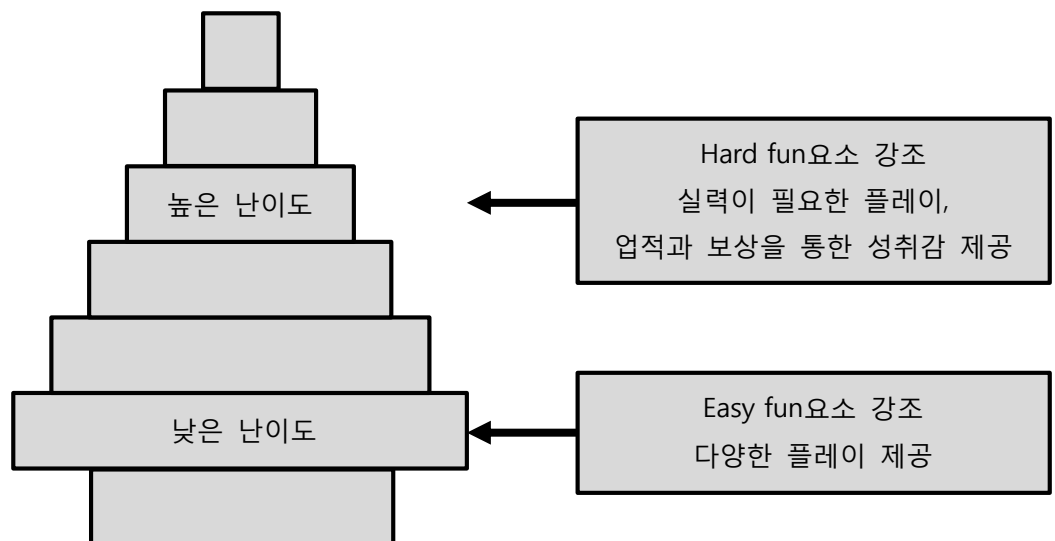 높은 난이도
Hard fun요소 강조
실력이 필요한 플레이,
업적과 보상을 통한 성취감 제공
낮은 난이도
Easy fun요소 강조
다양한 플레이 제공